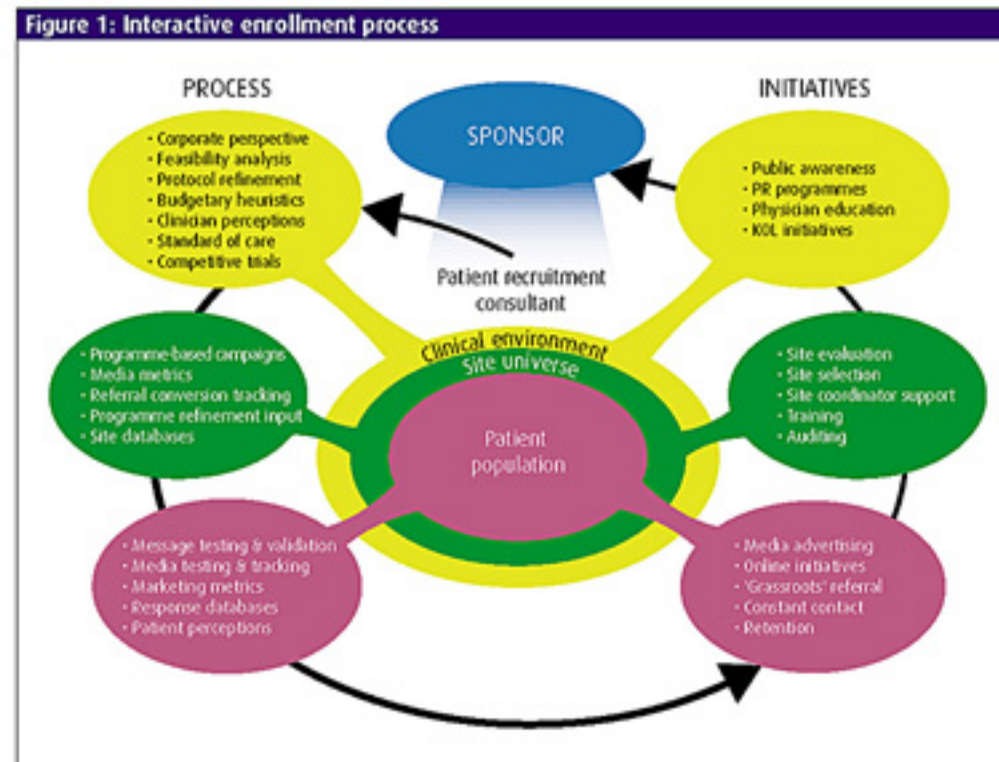 Figure 1: Interactive enrollment process
PROCESS
• Corporate perspective
• Feasibility analysis
• Protocol refinement
• Budgetary heuristics
• Clinician perceptions
• Standard of care
• Competitive trials
SPONSOR
INITIATIVES
• Public awareness
• PR programmes
• Physician education
• KOL initiatives
Patient recruitment
consultant
• Programme-based campaigns
• Media metrics
• Referral conversion tracking
• Programme refinement input
• Site databases
Clinical environment
Site universe
Patient
population
• Site evaluation
• Site selection
• Site coordinator support
• Training
• Auditing
• Message testing & validation
• Media testing & tracking
• Marketing metrics
• Response databases
• Patient perceptions
• Media advertising
• Online initiatives
• 'Grassroots' referral
• Constant contact
• Retention